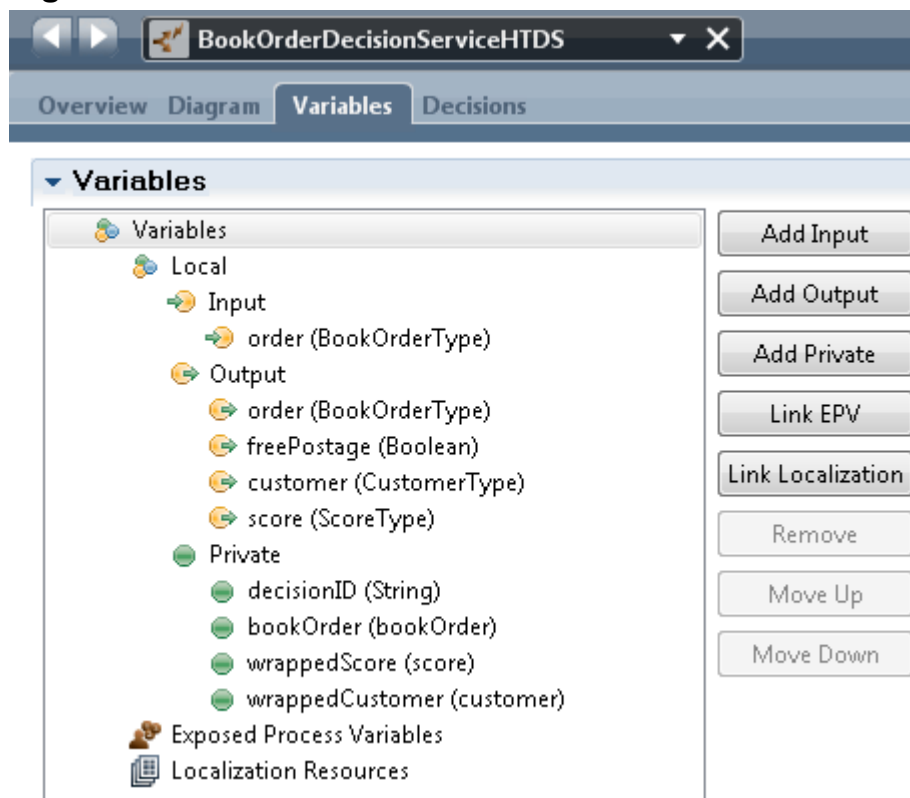 BookOrderDecisionServiceHTDS
Overview Diagram Variables Decisions
Variables
Variables
Local
Input
order (BookOrderType)
Output
order (BookOrderType)
freePostage (Boolean)
customer (CustomerType)
score (ScoreType)
Private
decisionID (String)
bookOrder (bookOrder)
wrappedScore (score)
wrappedCustomer (customer)
Exposed Process Variables
Localization Resources
Add Input
Add Output
Add Private
Link EPV
Link Localization
Remove
Move Up
Move Down